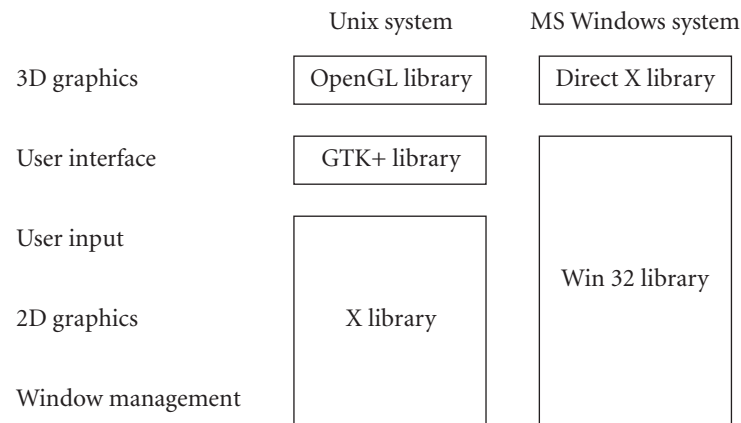 Unix system MS Windows system
3D graphics OpenGL library Direct X library
User interface GTK+ library
User input
Win 32 library
2D graphics X library
Window management